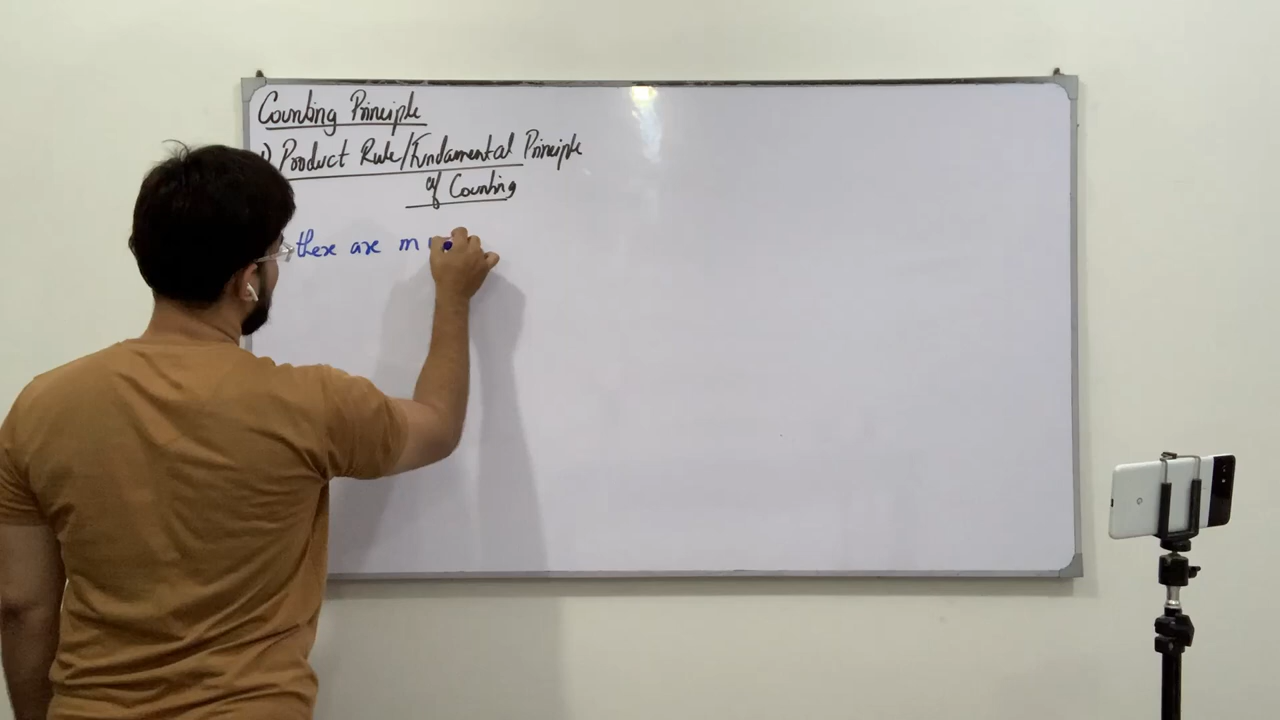 Counting Principle
1) Product Rule/Fundamental Principle
of Counting
there are m